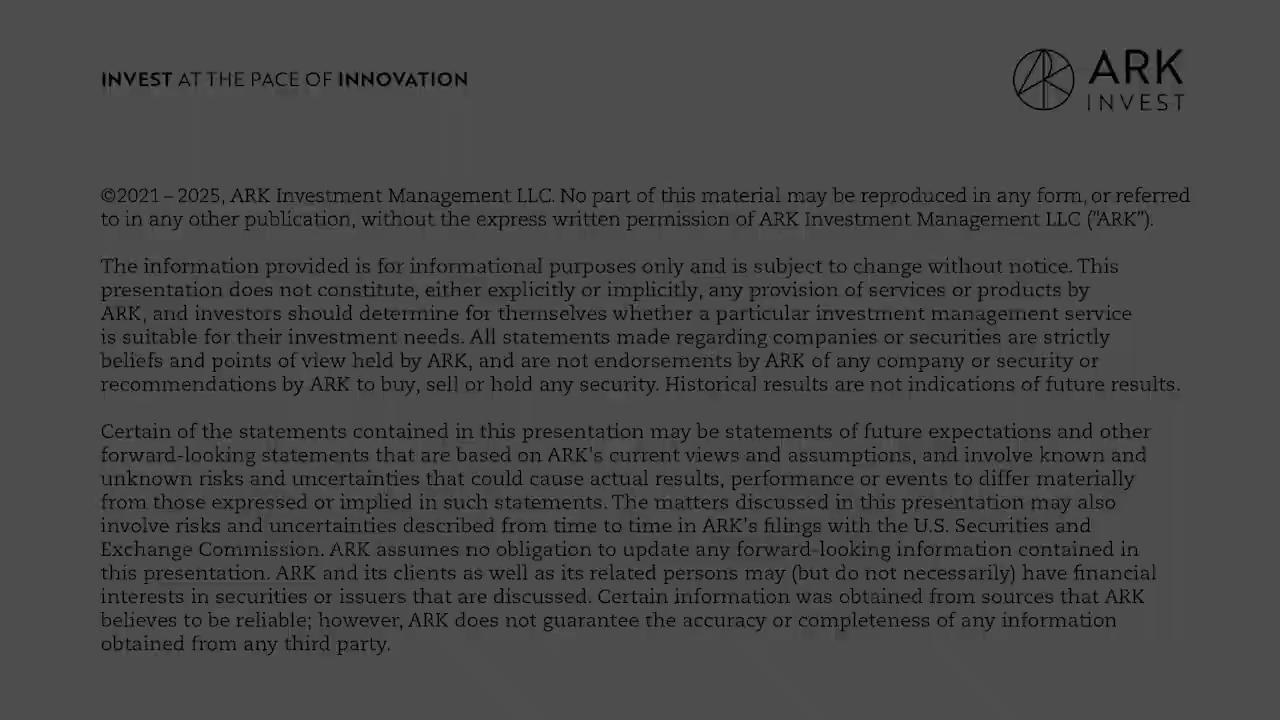 INVEST AT THE PACE OF INNOVATION
ARK
INVEST
©2021 – 2025, ARK Investment Management LLC. No part of this material may be reproduced in any form, or referred
to in any other publication, without the express written permission of ARK Investment Management LLC (“ARK”).
The information provided is for informational purposes only and is subject to change without notice. This
presentation does not constitute, either explicitly or implicitly, any provision of services or products by
ARK, and investors should determine for themselves whether a particular investment management service
is suitable for their investment needs. All statements made regarding companies or securities are strictly
beliefs and points of view held by ARK, and are not endorsements by ARK of any company or security or
recommendations by ARK to buy, sell or hold any security. Historical results are not indications of future results.
Certain of the statements contained in this presentation may be statements of future expectations and other
forward-looking statements that are based on ARK's current views and assumptions, and involve known and
unknown risks and uncertainties that could cause actual results, performance or events to differ materially
from those expressed or implied in such statements. The matters discussed in this presentation may also
involve risks and uncertainties described from time to time in ARK's filings with the U.S. Securities and
Exchange Commission. ARK assumes no obligation to update any forward-looking information contained in
this presentation. ARK and its clients as well as its related persons may (but do not necessarily) have financial
interests in securities or issuers that are discussed. Certain information was obtained from sources that ARK
believes to be reliable; however, ARK does not guarantee the accuracy or completeness of any information
obtained from any third party.